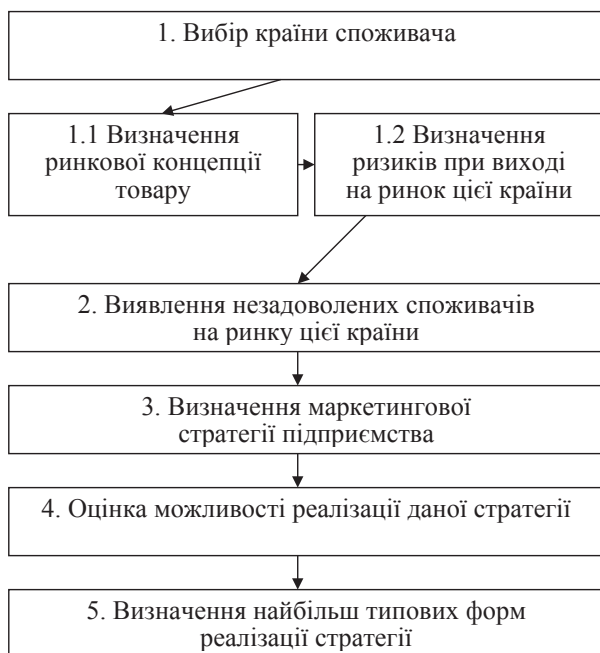 1. Вибір країни споживача
1.1 Визначення
ринкової концепції
товару
1.2 Визначення
ризиків при виході
на ринок цієї країни
2. Виявлення незадоволених споживачів
на ринку цієї країни
3. Визначення маркетингової
стратегії підприємства
4. Оцінка можливості реалізації даної стратегії
5. Визначення найбільш типових форм
реалізації стратегії